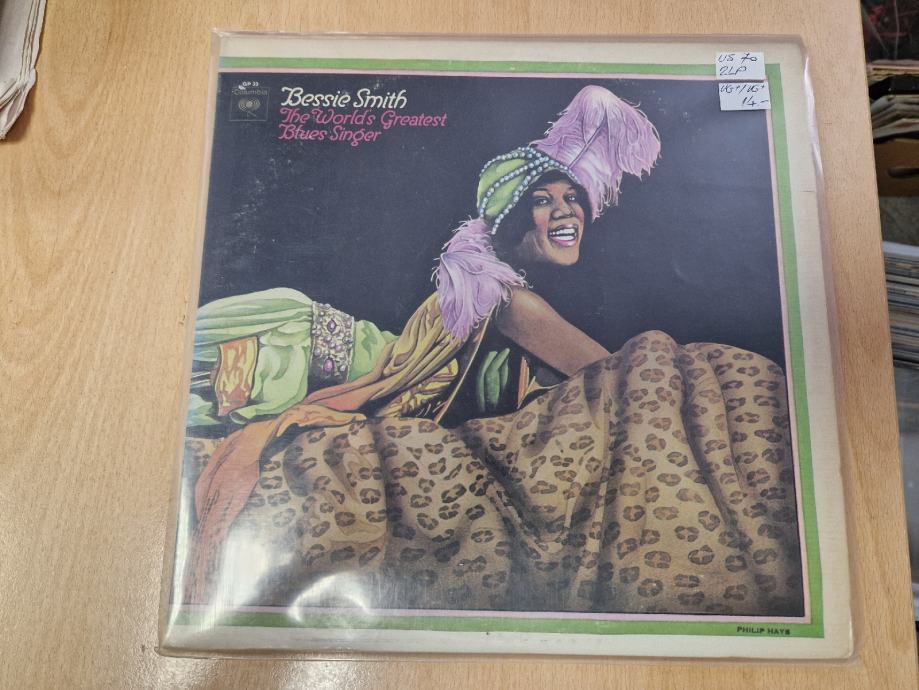 GP 33
Columbia
Bessie Smith
The World's Greatest
Blues Singer
US 70
2LP
VG+/VG+
14,-
PHILIP HAYS